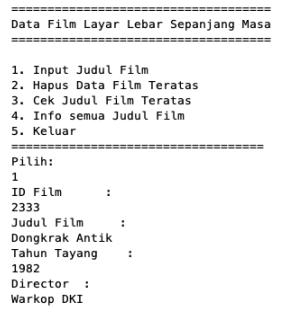 ====================================
Data Film Layar Lebar Sepanjang Masa
====================================
1. Input Judul Film
2. Hapus Data Film Teratas
3. Cek Judul Film Teratas
4. Info semua Judul Film
5. Keluar
===================================
Pilih:
1
ID Film      :
2333
Judul Film     :
Dongkrak Antik
Tahun Tayang    :
1982
Director  :
Warkop DKI